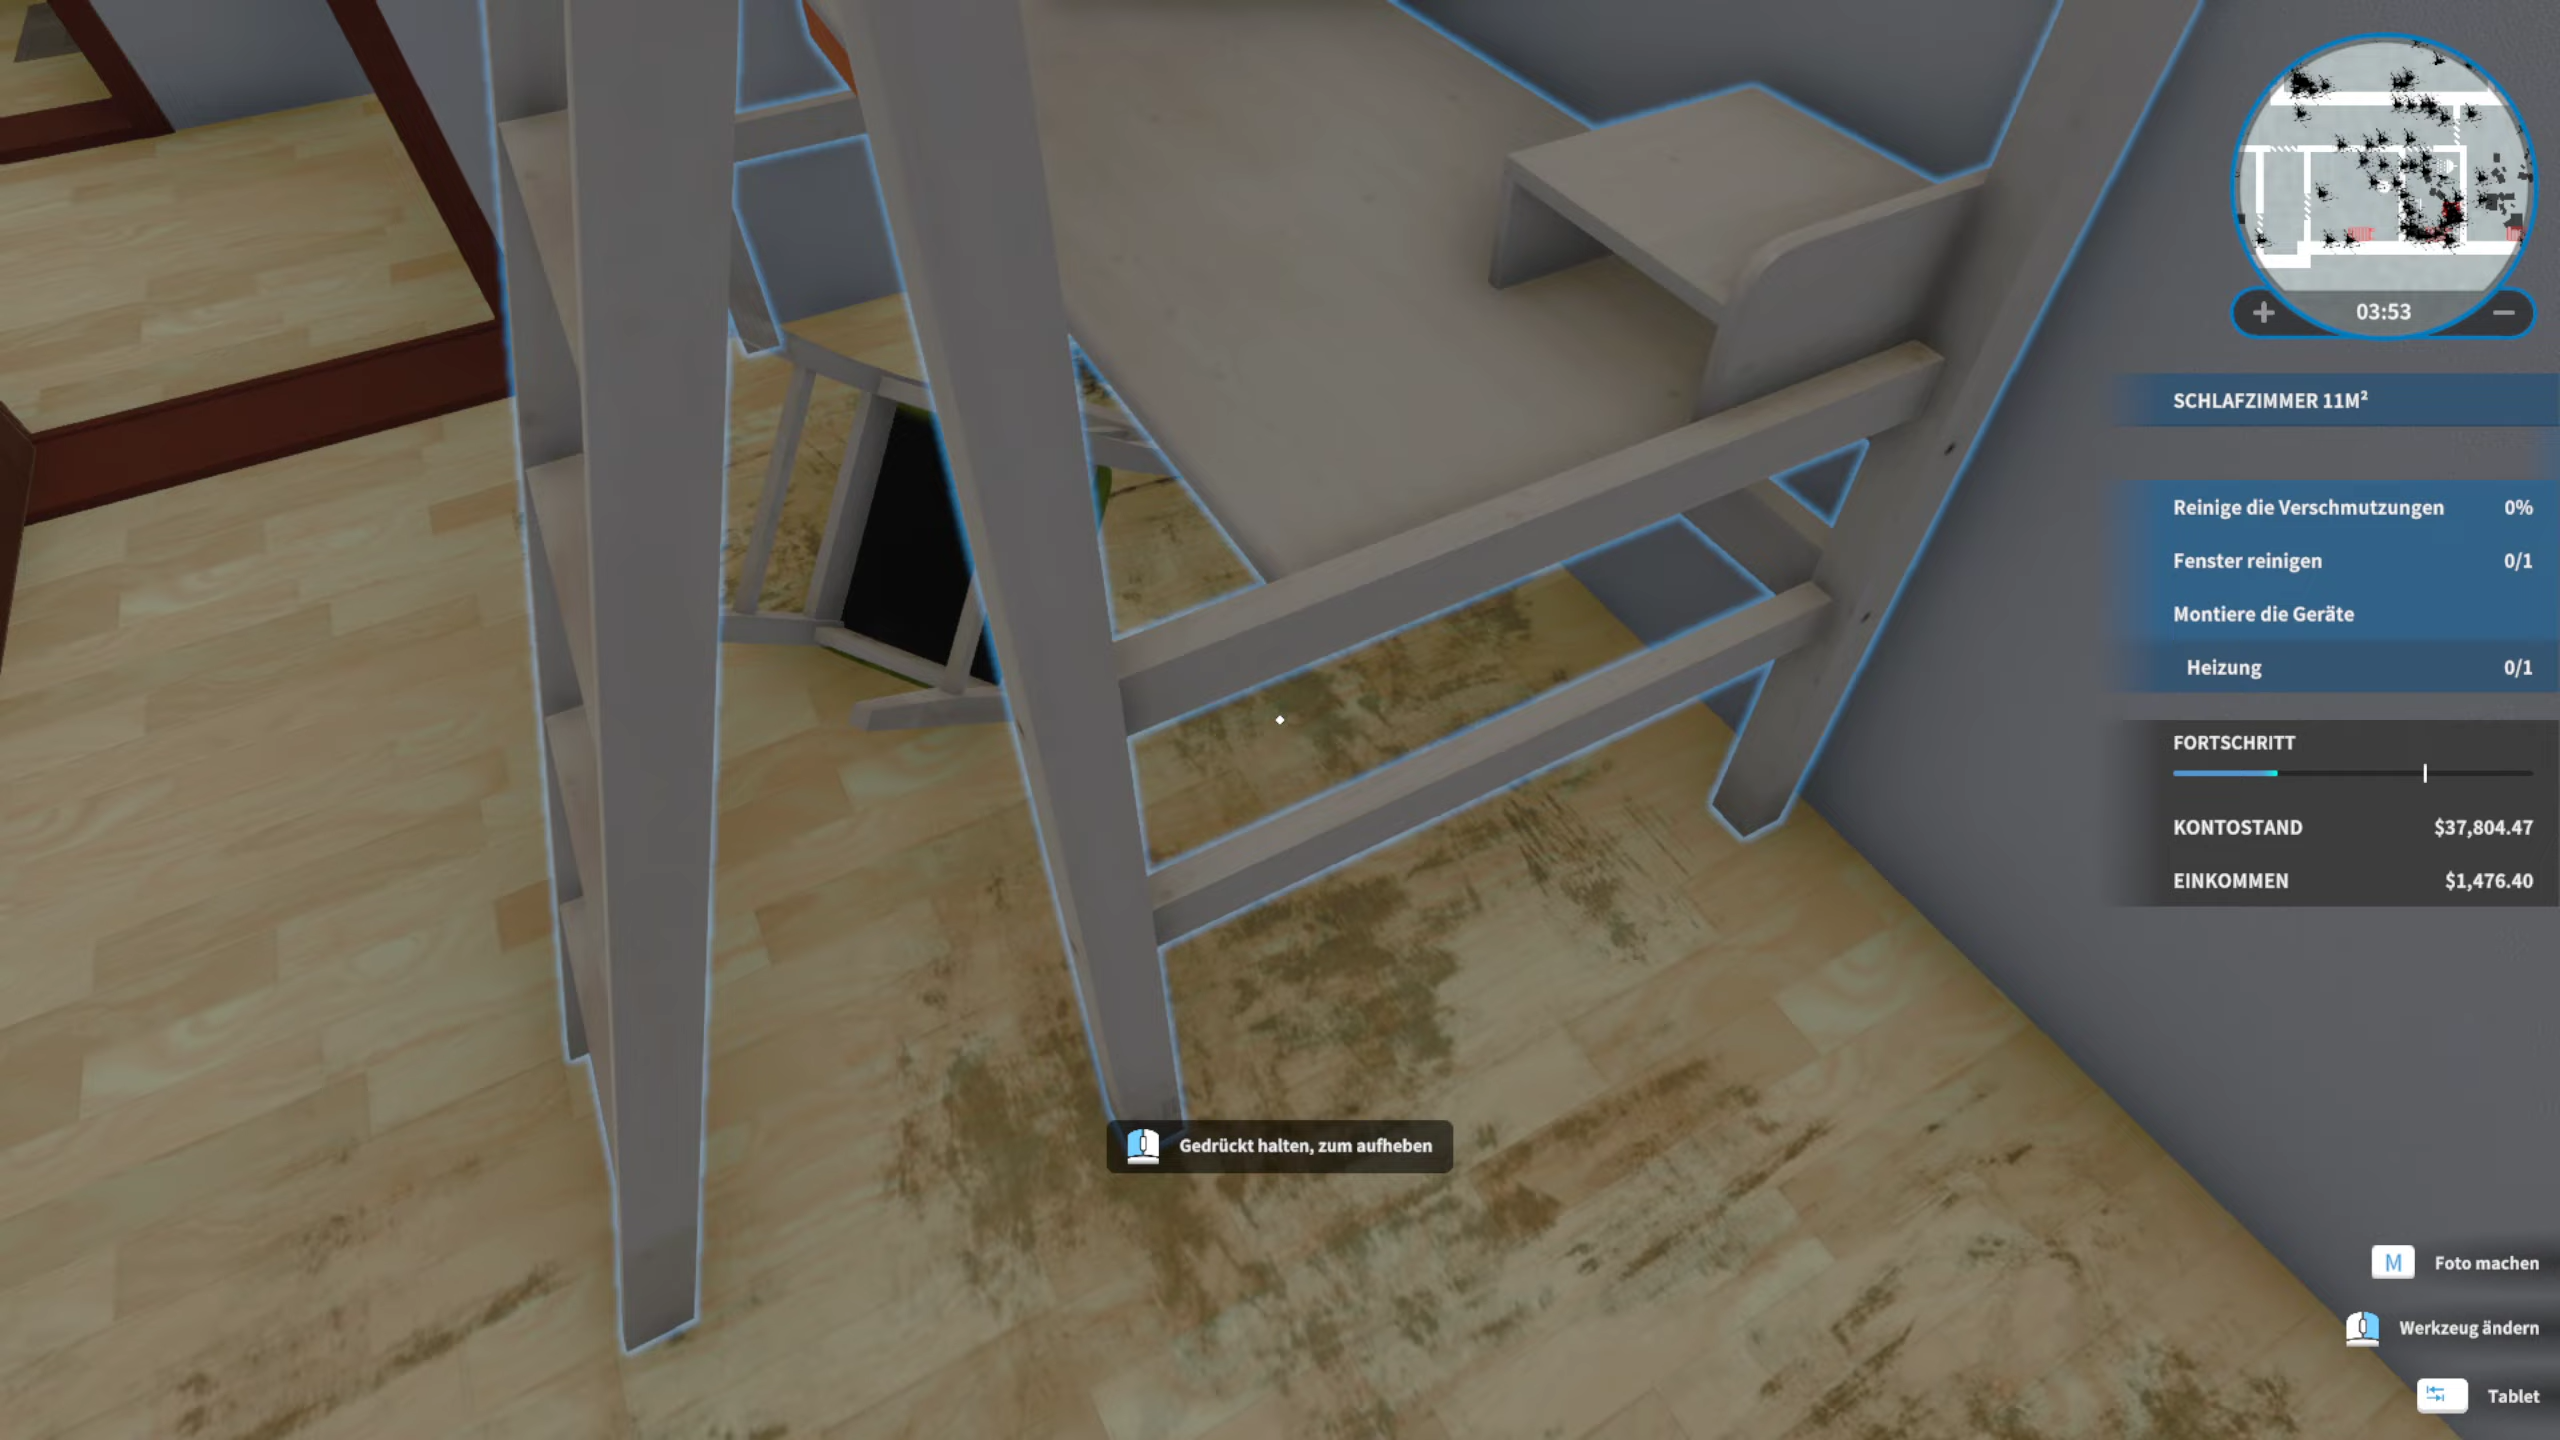 03:53
SCHLAFZIMMER 11M²
Reinige die Verschmutzungen 0%
Fenster reinigen 0/1
Montiere die Geräte
Heizung 0/1
FORTSCHRITT
KONTOSTAND $37,804.47
EINKOMMEN $1,476.40
Gedrückt halten, zum aufheben
M Foto machen
Werkzeug ändern
Tablet